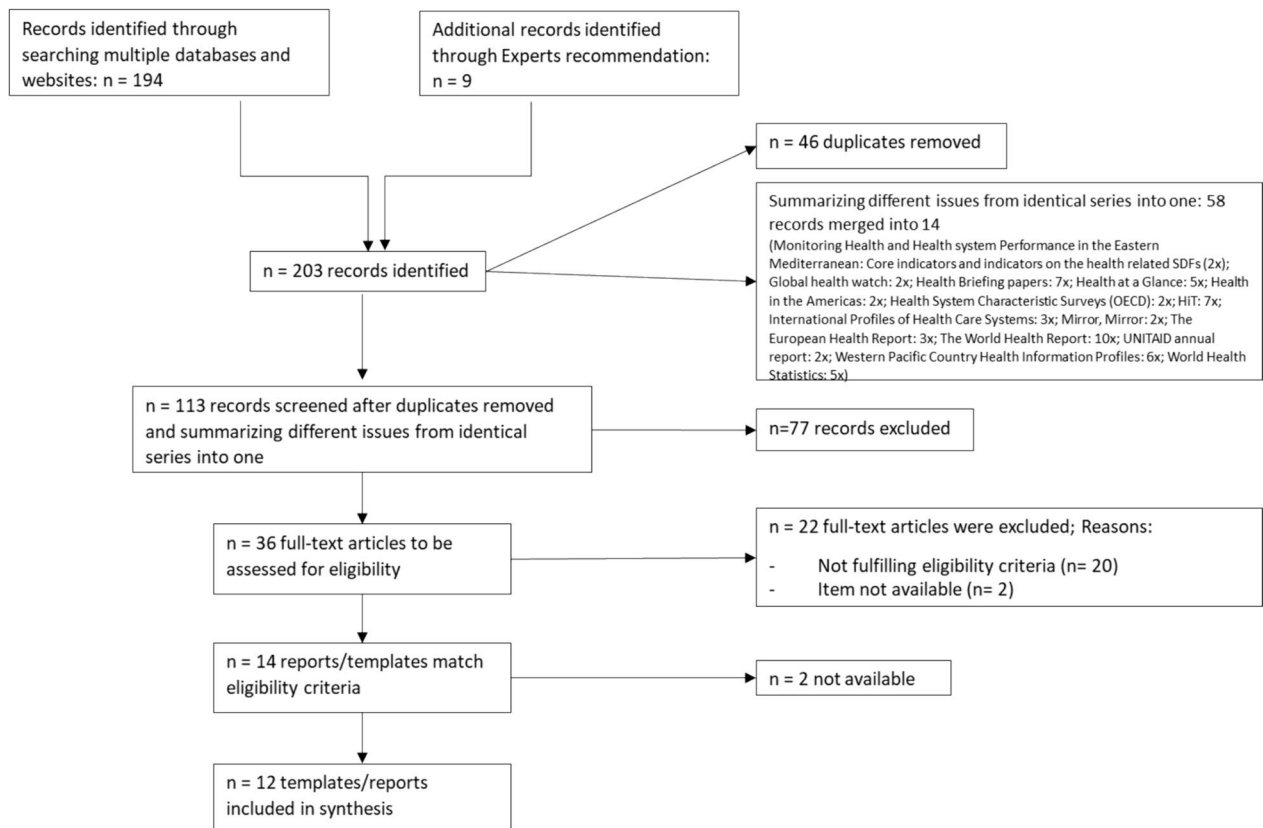 Records identified through
searching multiple databases and
websites: n = 194
Additional records identified
through Experts recommendation:
n = 9
n = 46 duplicates removed
Summarizing different issues from identical series into one: 58
records merged into 14
(Monitoring Health and Health system Performance in the Eastern
Mediterranean: Core indicators and indicators on the health related SDFs (2x);
Global health watch: 2x; Health Briefing papers: 7x; Health at a Glance: 5x; Health
in the Americas: 2x; Health System Characteristic Surveys (OECD): 2x; HiT: 7x;
International Profiles of Health Care Systems: 3x; Mirror, Mirror: 2x; The
European Health Report: 3x; The World Health Report: 10x; UNITAID annual
report: 2x; Western Pacific Country Health Information Profiles: 6x; World Health
Statistics: 5x)
n = 203 records identified
n = 113 records screened after duplicates removed
and summarizing different issues from identical
series into one
n=77 records excluded
n = 36 full-text articles to be
assessed for eligibility
n = 22 full-text articles were excluded; Reasons:
- Not fulfilling eligibility criteria (n= 20)
- Item not available (n= 2)
n = 14 reports/templates match
eligibility criteria
n = 2 not available
n = 12 templates/reports
included in synthesis